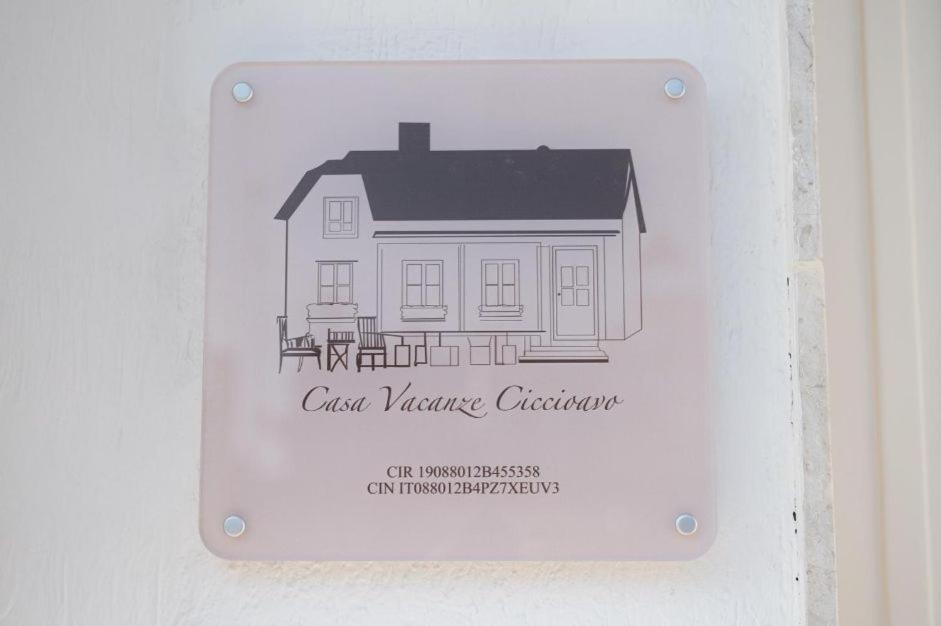 Casa Vacanze Ciccioavo
CIR 19088012B455358
CIN IT088012B4PZ7XEUV3